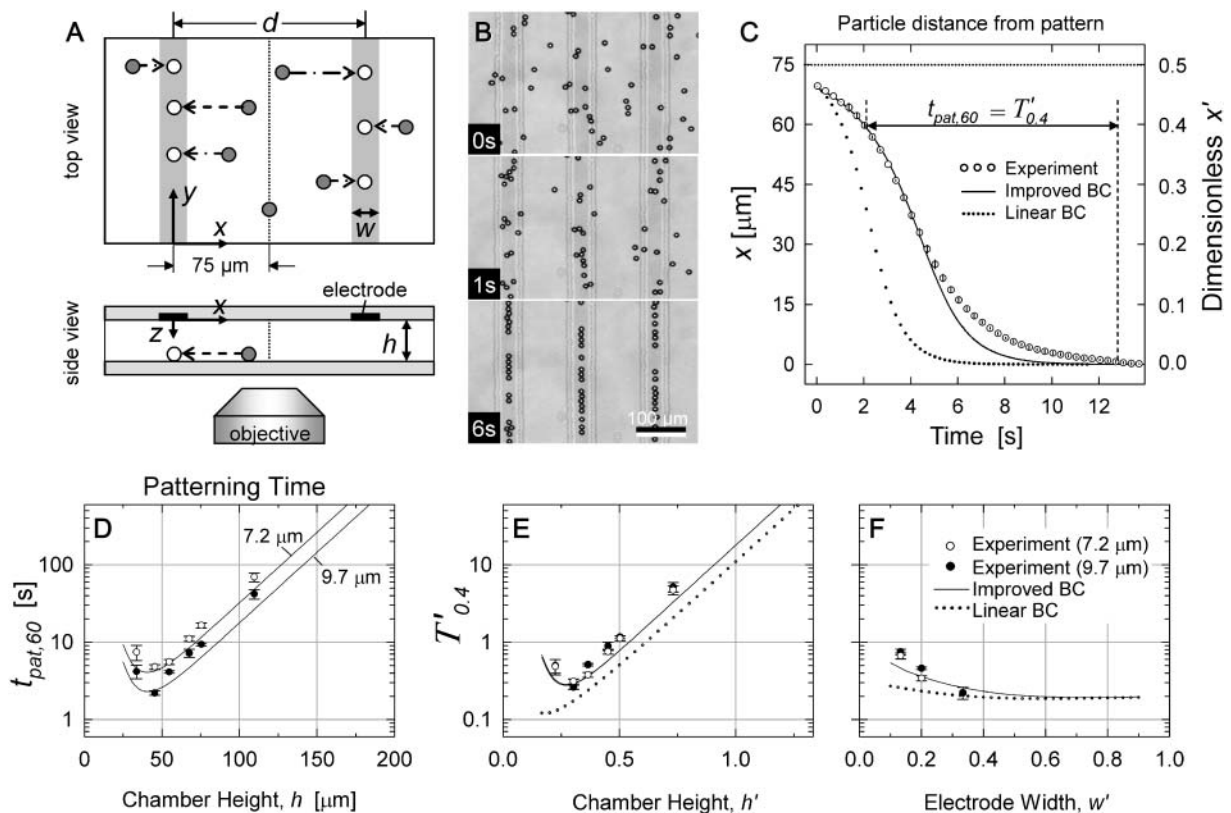 A
d
top view
y
x
w
75 µm
side view
electrode
x
z
h
objective
B
0s
1s
6s
100 µm
C
Particle distance from pattern
75
60
45
30
15
0
x [µm]
0.5
0.4
0.3
0.2
0.1
0.0
Dimensionless x'
t_pat,60 = T'_0.4
Experiment
Improved BC
Linear BC
0 2 4 6 8 10 12
Time [s]
Patterning Time
D
7.2 µm
9.7 µm
100
10
1
t_pat,60 [s]
0 50 100 150 200
Chamber Height, h [µm]
E
10
1
0.1
T'_0.4
0.0 0.5 1.0
Chamber Height, h'
F
Experiment (7.2 µm)
Experiment (9.7 µm)
Improved BC
Linear BC
0.0 0.2 0.4 0.6 0.8 1.0
Electrode Width, w'